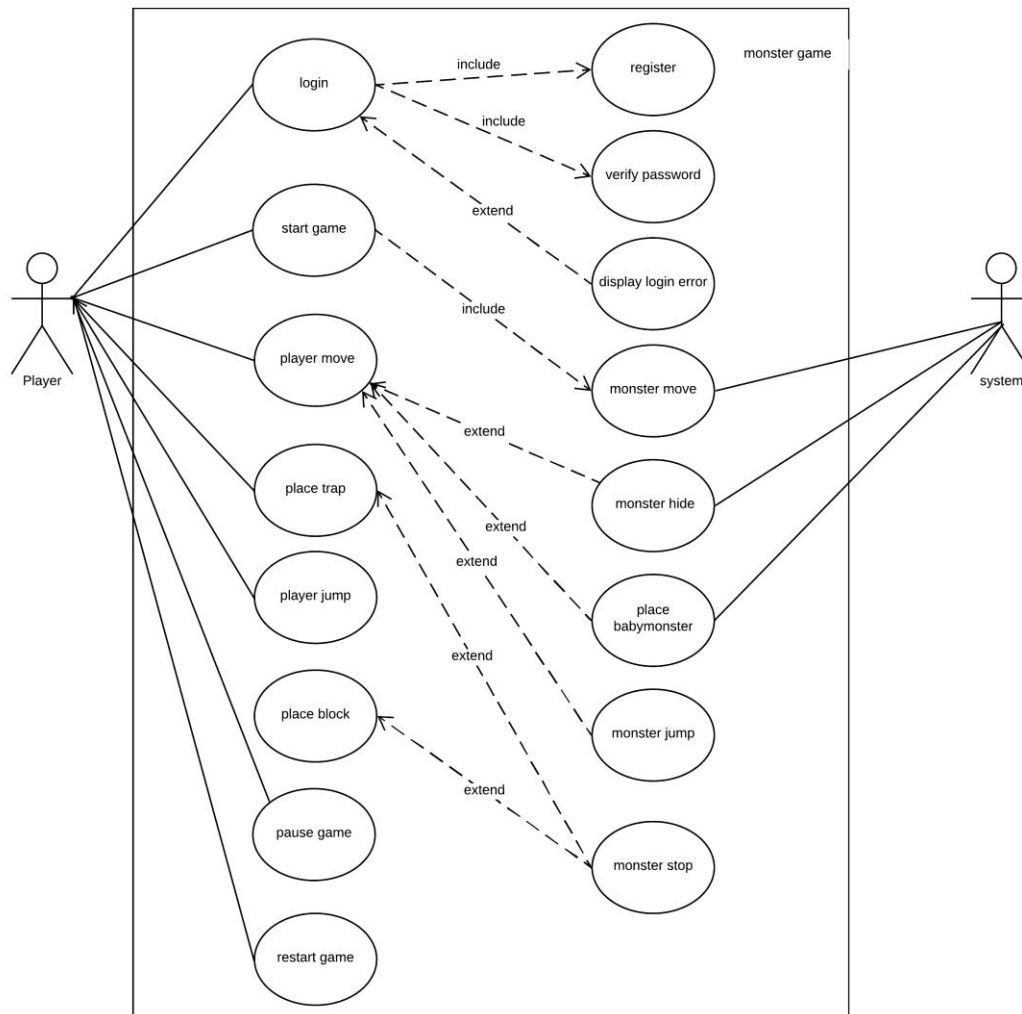 monster game
login
include
register
include
verify password
extend
start game
display login error
include
Player
player move
monster move
system
extend
place trap
monster hide
extend
extend
player jump
place
babymonster
extend
place block
monster jump
extend
pause game
monster stop
restart game